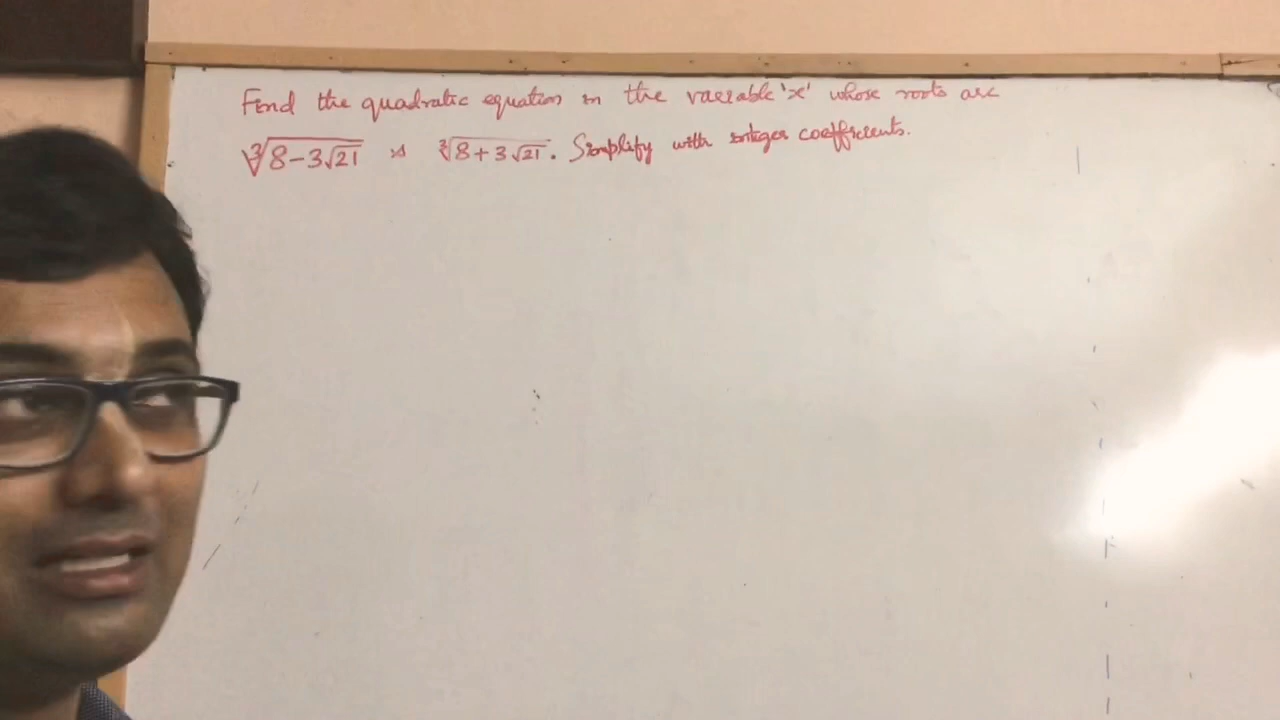 Find the quadratic equation in the variable 'x' whose roots are
∛(8-3√21) & ∛(8+3√21). Simplify with integer coefficients.